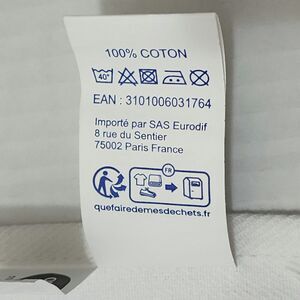 100% COTON
40°
EAN : 3101006031764
Importé par SAS Eurodif
8 rue du Sentier
75002 Paris France
FR
quefairedemesdechets.fr